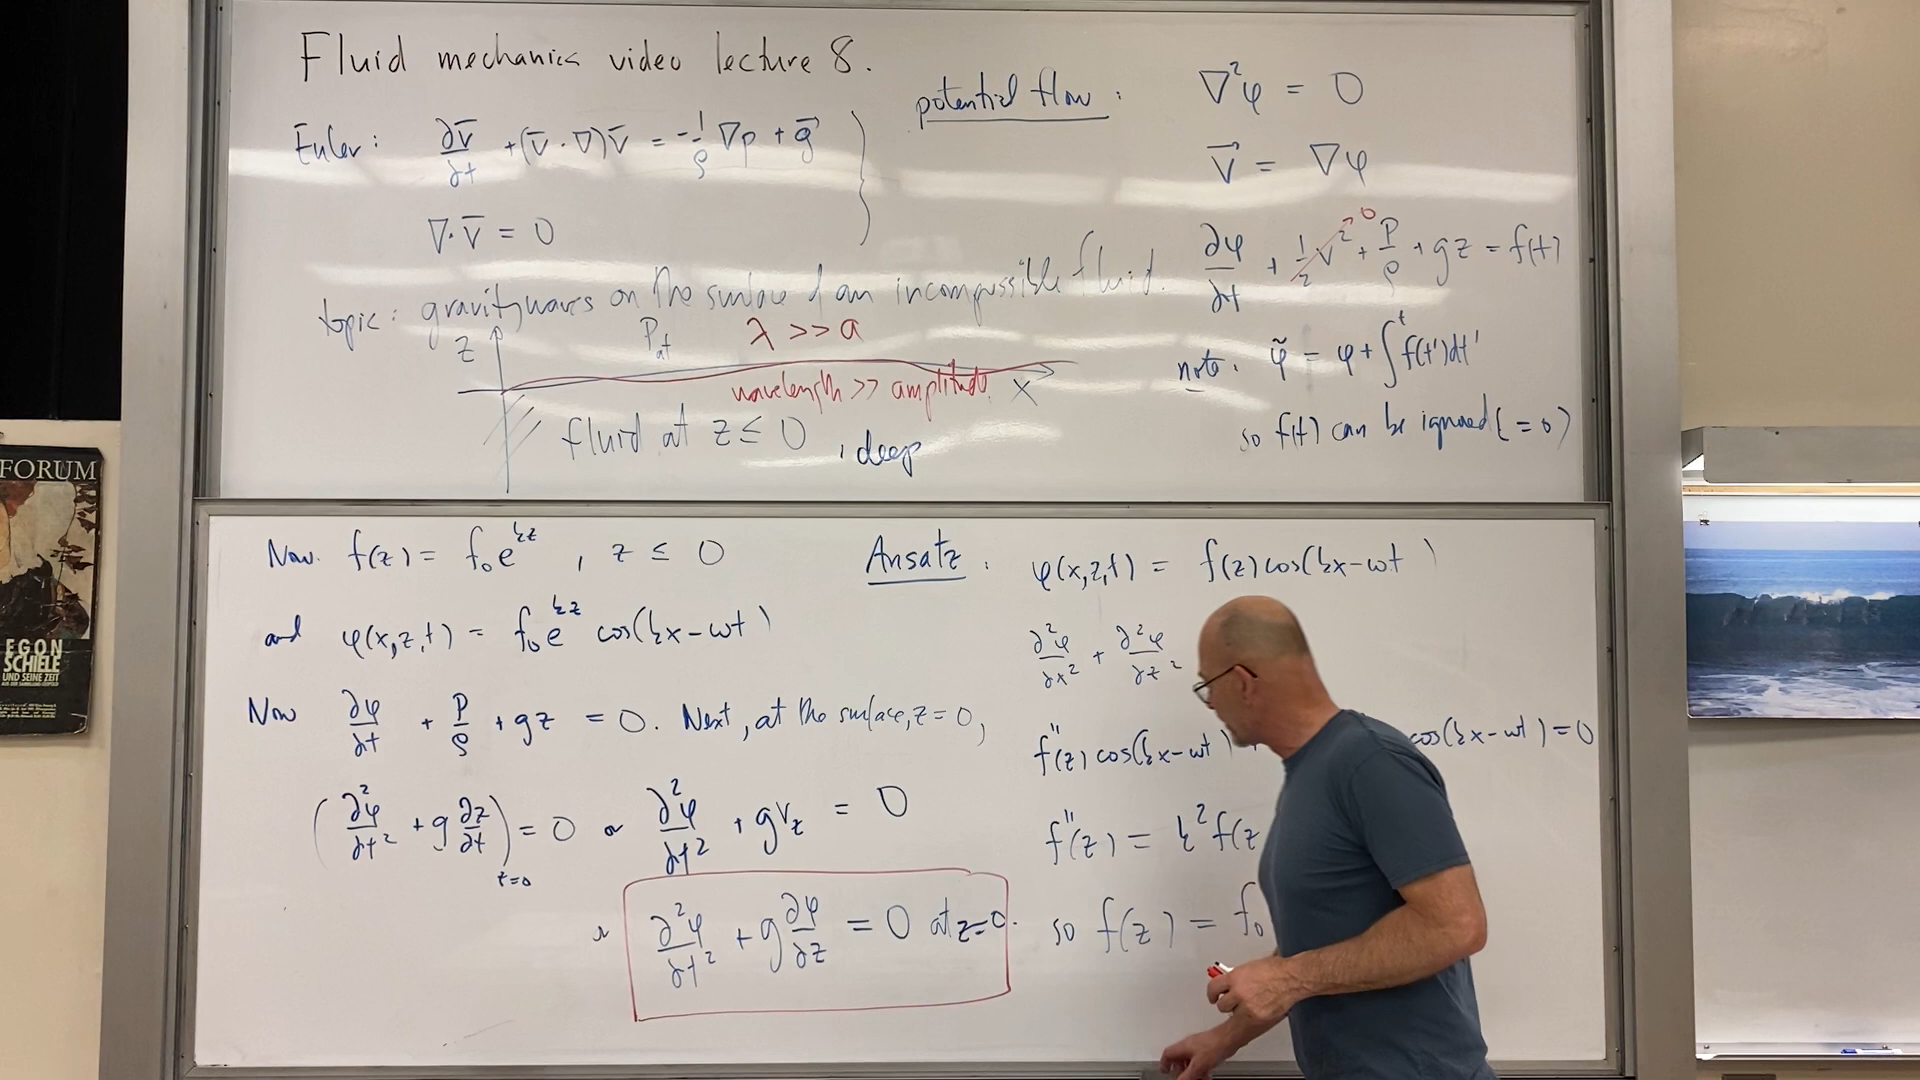 Fluid mechanics video lecture 8.
Euler: ∂v̄/∂t + (v̄ · ∇)v̄ = -1/ρ ∇p + g⃗
∇·v̄ = 0
topic: gravity waves on the surface of an incompressible fluid.
z
P_at
λ >> a
wavelength >> amplitude
x
fluid at z ≤ 0, deep
potential flow:
∇²φ = 0
v⃗ = ∇φ
∂φ/∂t + 1/2 v² →0 + P/ρ + gz = f(t)
note: φ̃ = φ + ∫^t f(t')dt'
so f(t) can be ignored (= 0)
Now f(z) = f₀e^{kz}, z ≤ 0
and φ(x,z,t) = f₀e^{kz} cos(kx-ωt)
Now ∂φ/∂t + P/ρ + gz = 0. Next, at the surface, z=0,
(∂²φ/∂t² + g ∂z/∂t)_{z=0} = 0 or ∂²φ/∂t² + gv_z = 0
or ∂²φ/∂t² + g ∂φ/∂z = 0 at z=0.
Ansatz: φ(x,z,t) = f(z)cos(kx-ωt)
∂²φ/∂x² + ∂²φ/∂z²
f''(z) cos(kx-ωt) cos(kx-ωt) = 0
f''(z) = k²f(z
so f(z) = f₀
FORUM
EGON
SCHIELE
UND SEINE ZEIT